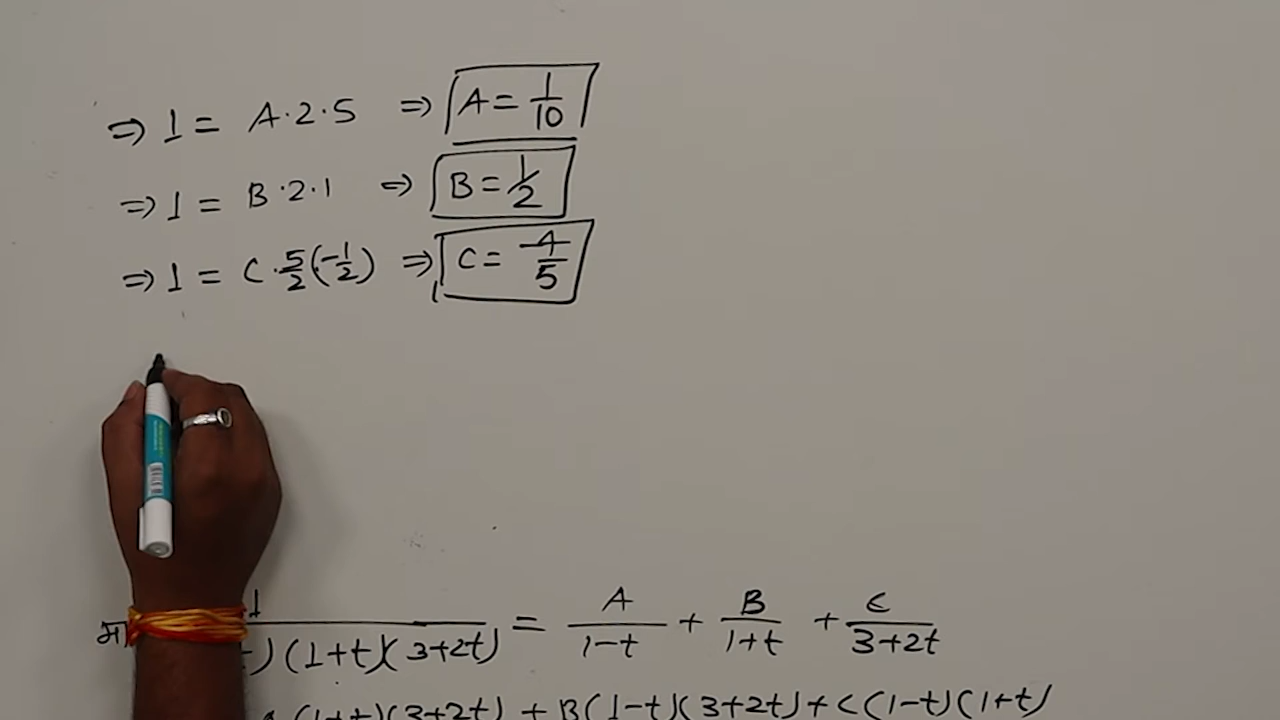 ⇒ 1 = A·2·5 ⇒ A = 1/10
⇒ 1 = B·2·1 ⇒ B = 1/2
⇒ 1 = C·5/2(-1/2) ⇒ C = -4/5
1/( )(1+t)(3+2t) = A/(1-t) + B/(1+t) + C/(3+2t)
(1+t)(3+2t) + B(1-t)(3+2t) + C(1-t)(1+t)